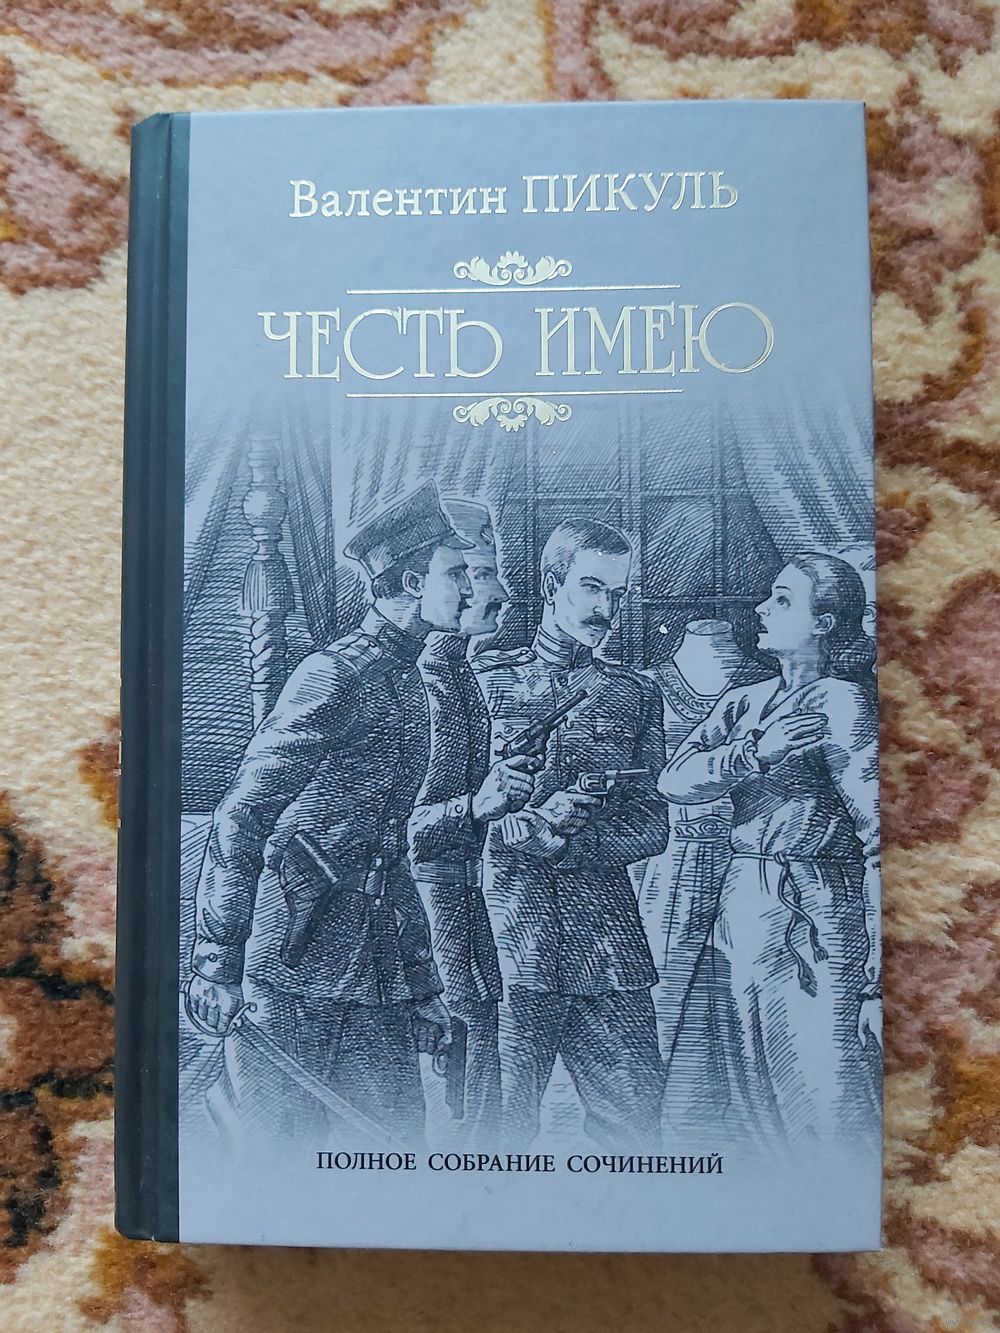 Валентин ПИКУЛЬ
ЧЕСТЬ ИМЕЮ
ПОЛНОЕ СОБРАНИЕ СОЧИНЕНИЙ